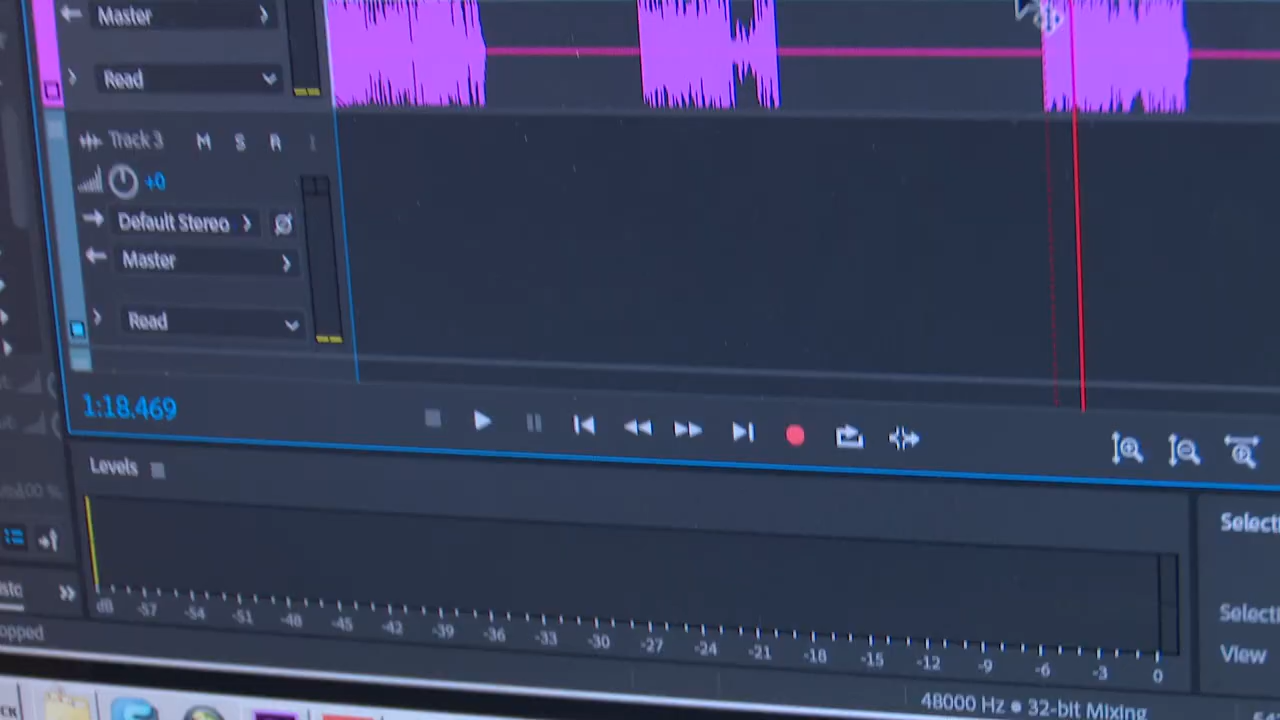 Master
Read
Track 3 M S R I
+0
Default Stereo
Master
Read
1:18.469
Levels
dB -57 -54 -51 -48 -45 -42 -39 -36 -33 -30 -27 -24 -21 -18 -15 -12 -9 -6 -3 0
Selecti
Selecti
View
opped
48000 Hz ● 32-bit Mixing